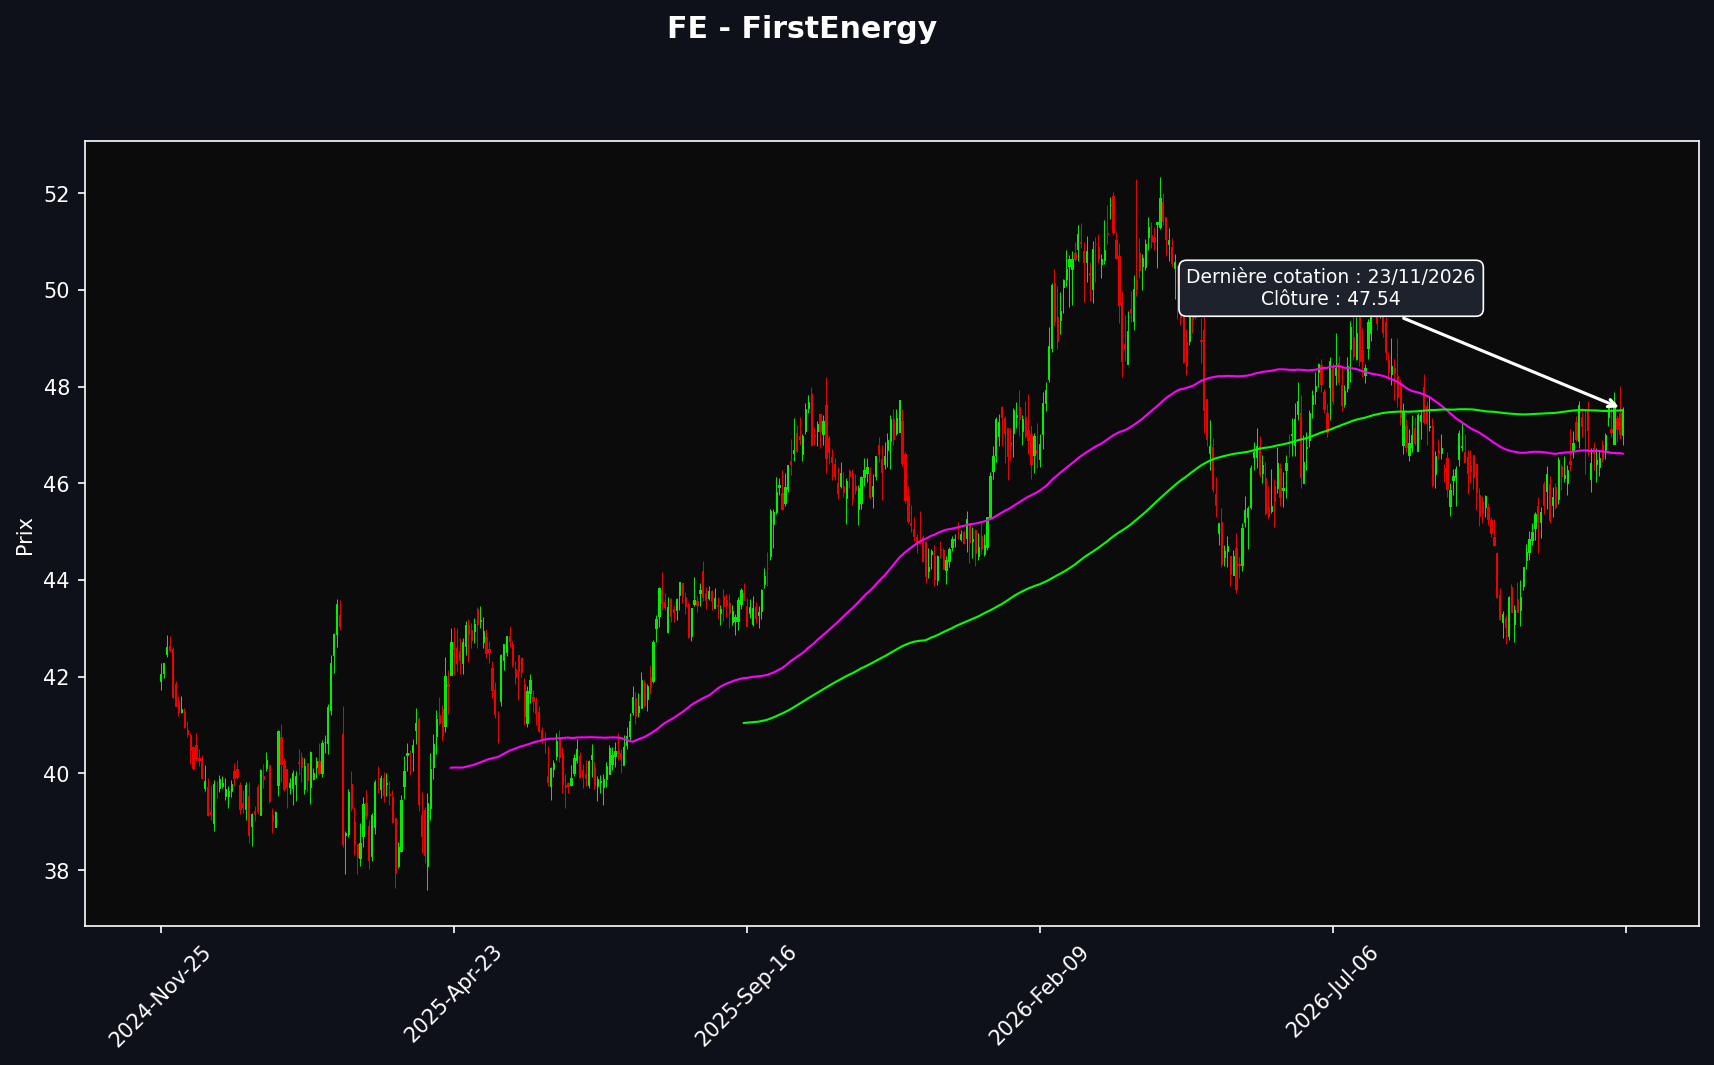 FE - FirstEnergy
Dernière cotation : 23/11/2026
Clôture : 47.54
Prix
52
50
48
46
44
42
40
38
2024-Nov-25
2025-Apr-23
2025-Sep-16
2026-Feb-09
2026-Jul-06